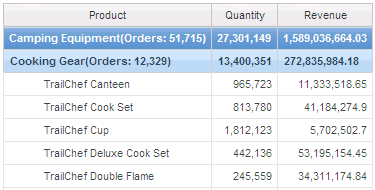 Product Quantity Revenue
Camping Equipment(Orders: 51,715) 27,301,149 1,589,036,664.03
Cooking Gear(Orders: 12,329) 13,400,351 272,835,984.18
TrailChef Canteen 965,723 11,333,518.65
TrailChef Cook Set 813,780 41,184,274.9
TrailChef Cup 1,812,123 5,702,502.7
TrailChef Deluxe Cook Set 442,136 53,195,154.45
TrailChef Double Flame 245,559 34,311,174.84